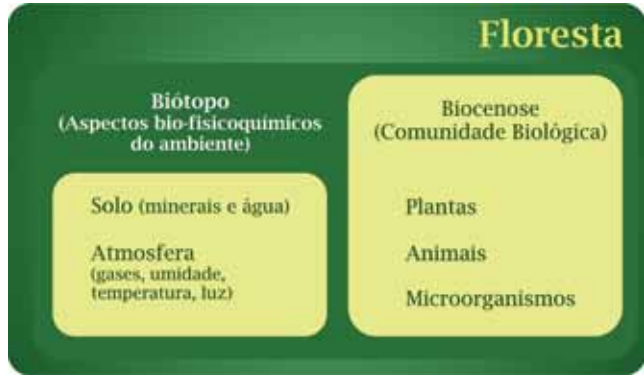 Floresta
Biótopo
(Aspectos bio-fisicoquímicos
do ambiente)
Solo (minerais e água)
Atmosfera
(gases, umidade,
temperatura, luz)
Biocenose
(Comunidade Biológica)
Plantas
Animais
Microorganismos